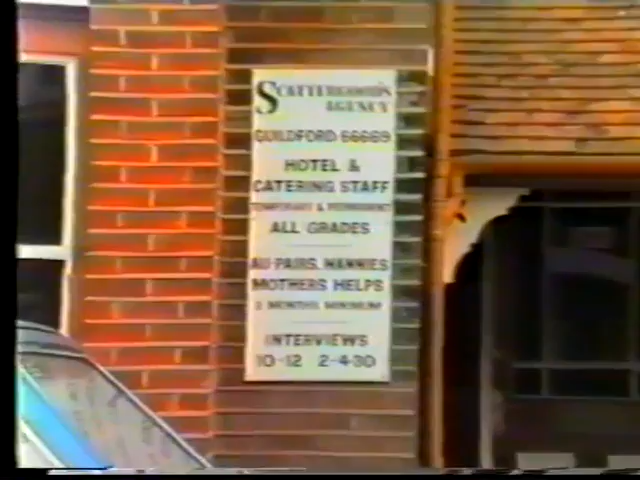 SCATTERGOOD'S
AGENCY
GUILDFORD 66669
HOTEL &
CATERING STAFF
TEMPORARY & PERMANENT
ALL GRADES
AU-PAIRS, NANNIES
MOTHERS HELPS
3 MONTHS MINIMUM
INTERVIEWS
10-12 2-4-30